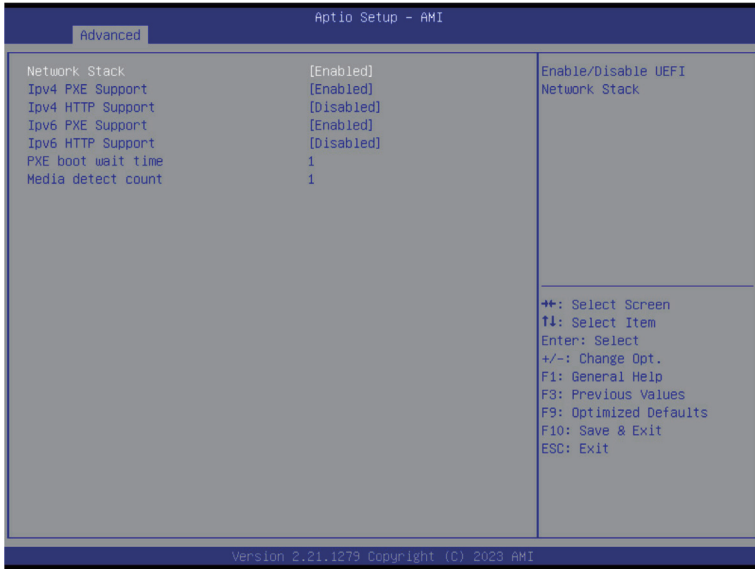 Aptio Setup - AMI
Advanced
Network Stack [Enabled]
Ipv4 PXE Support [Enabled]
Ipv4 HTTP Support [Disabled]
Ipv6 PXE Support [Enabled]
Ipv6 HTTP Support [Disabled]
PXE boot wait time 1
Media detect count 1
Enable/Disable UEFI
Network Stack
→←: Select Screen
↑↓: Select Item
Enter: Select
+/-: Change Opt.
F1: General Help
F3: Previous Values
F9: Optimized Defaults
F10: Save & Exit
ESC: Exit
Version 2.21.1279 Copyright (C) 2023 AMI